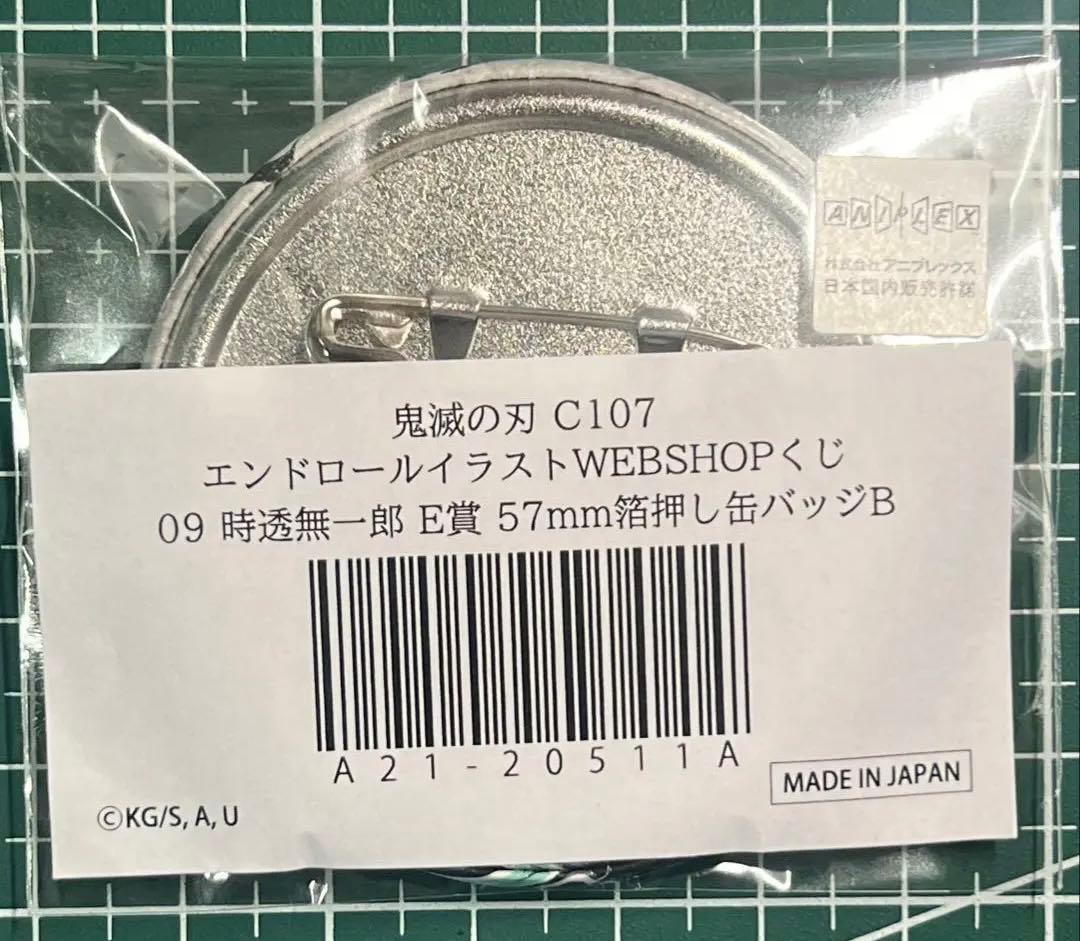 ANIPLEX
株式会社アニプレックス
日本国内販売許諾
鬼滅の刃 C107
エンドロールイラストWEBSHOPくじ
09 時透無一郎 E賞 57mm箔押し缶バッジB
A21-20511A
MADE IN JAPAN
©KG/S, A, U